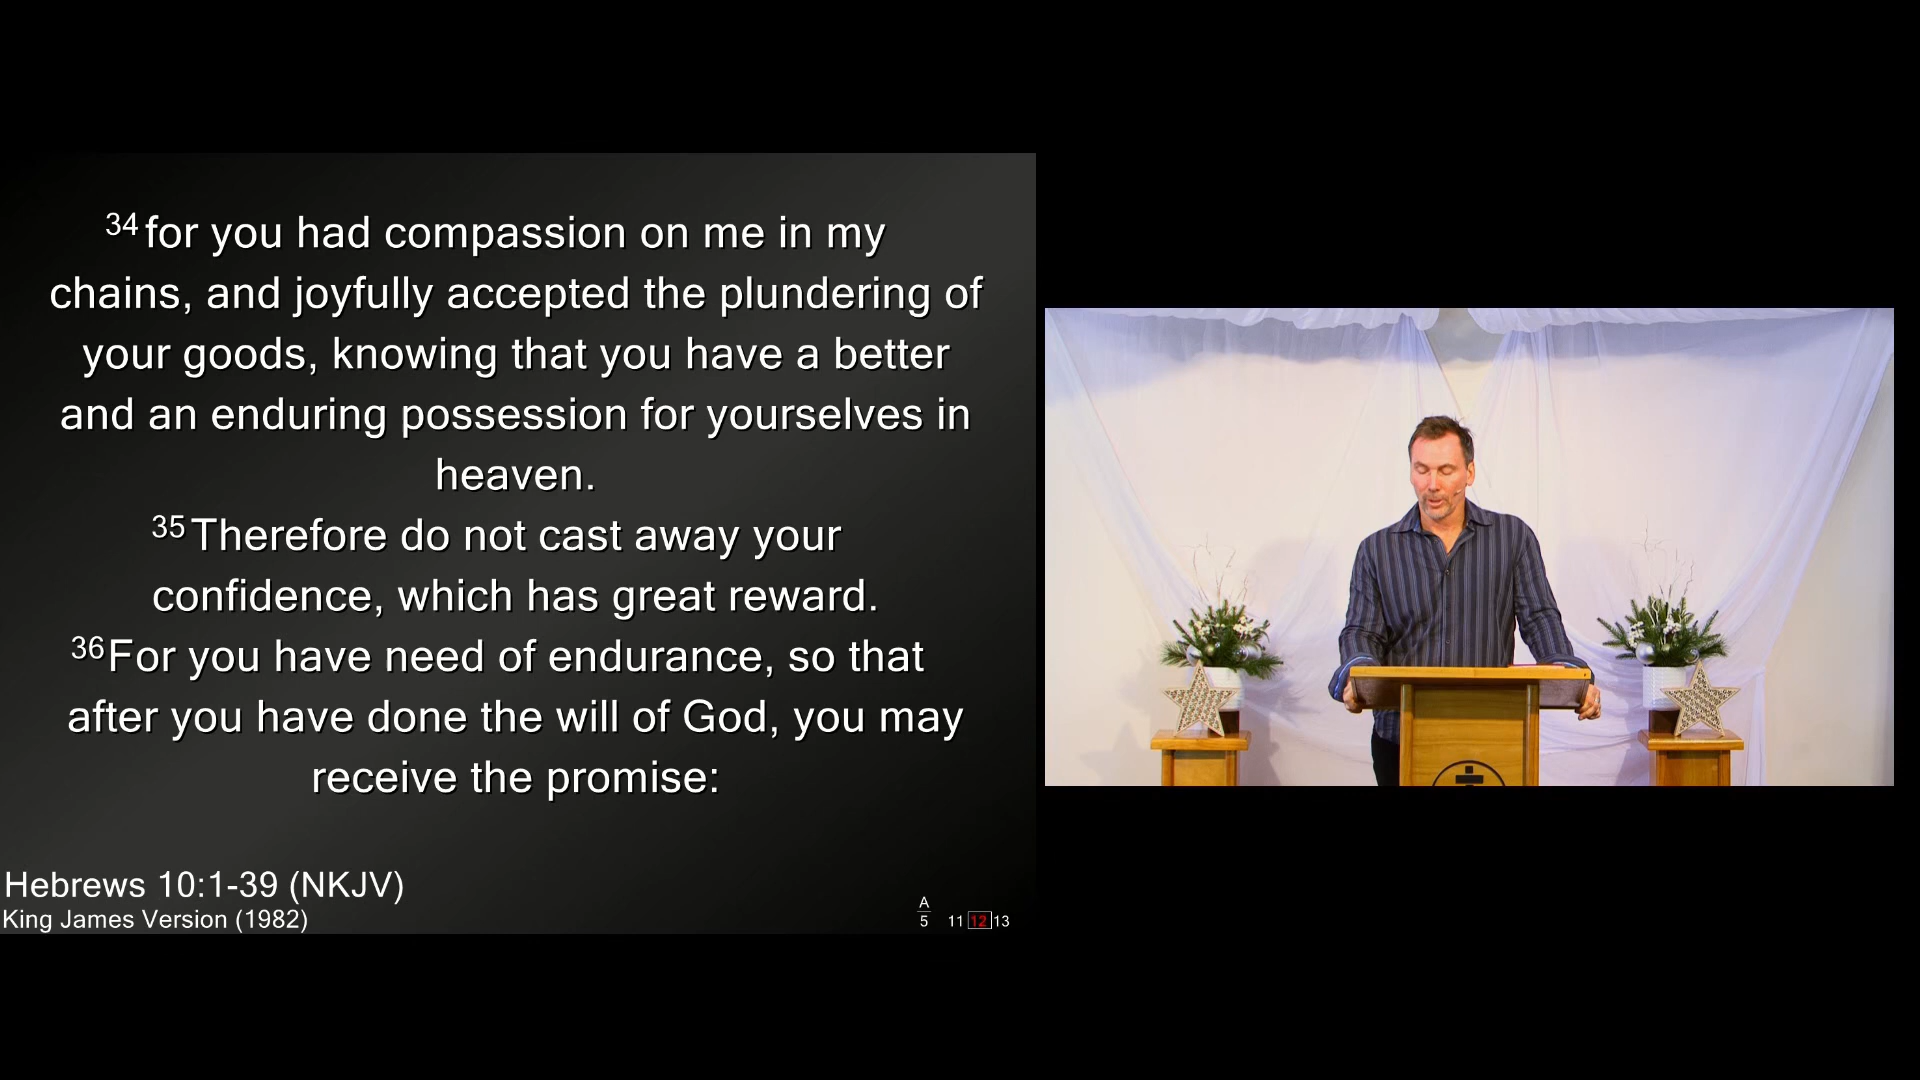 34 for you had compassion on me in my
chains, and joyfully accepted the plundering of
your goods, knowing that you have a better
and an enduring possession for yourselves in
heaven.
35 Therefore do not cast away your
confidence, which has great reward.
36 For you have need of endurance, so that
after you have done the will of God, you may
receive the promise:
Hebrews 10:1-39 (NKJV)
King James Version (1982)
A
5 11 12 13